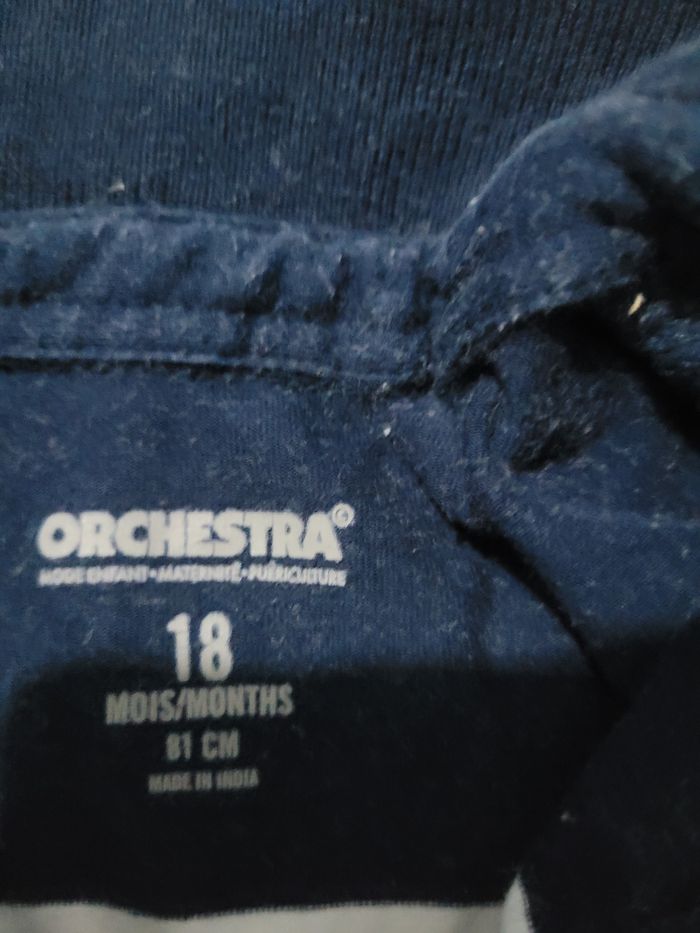 ORCHESTRA©
MODE ENFANT • MATERNITÉ • PUÉRICULTURE
18
MOIS/MONTHS
81 CM
MADE IN INDIA